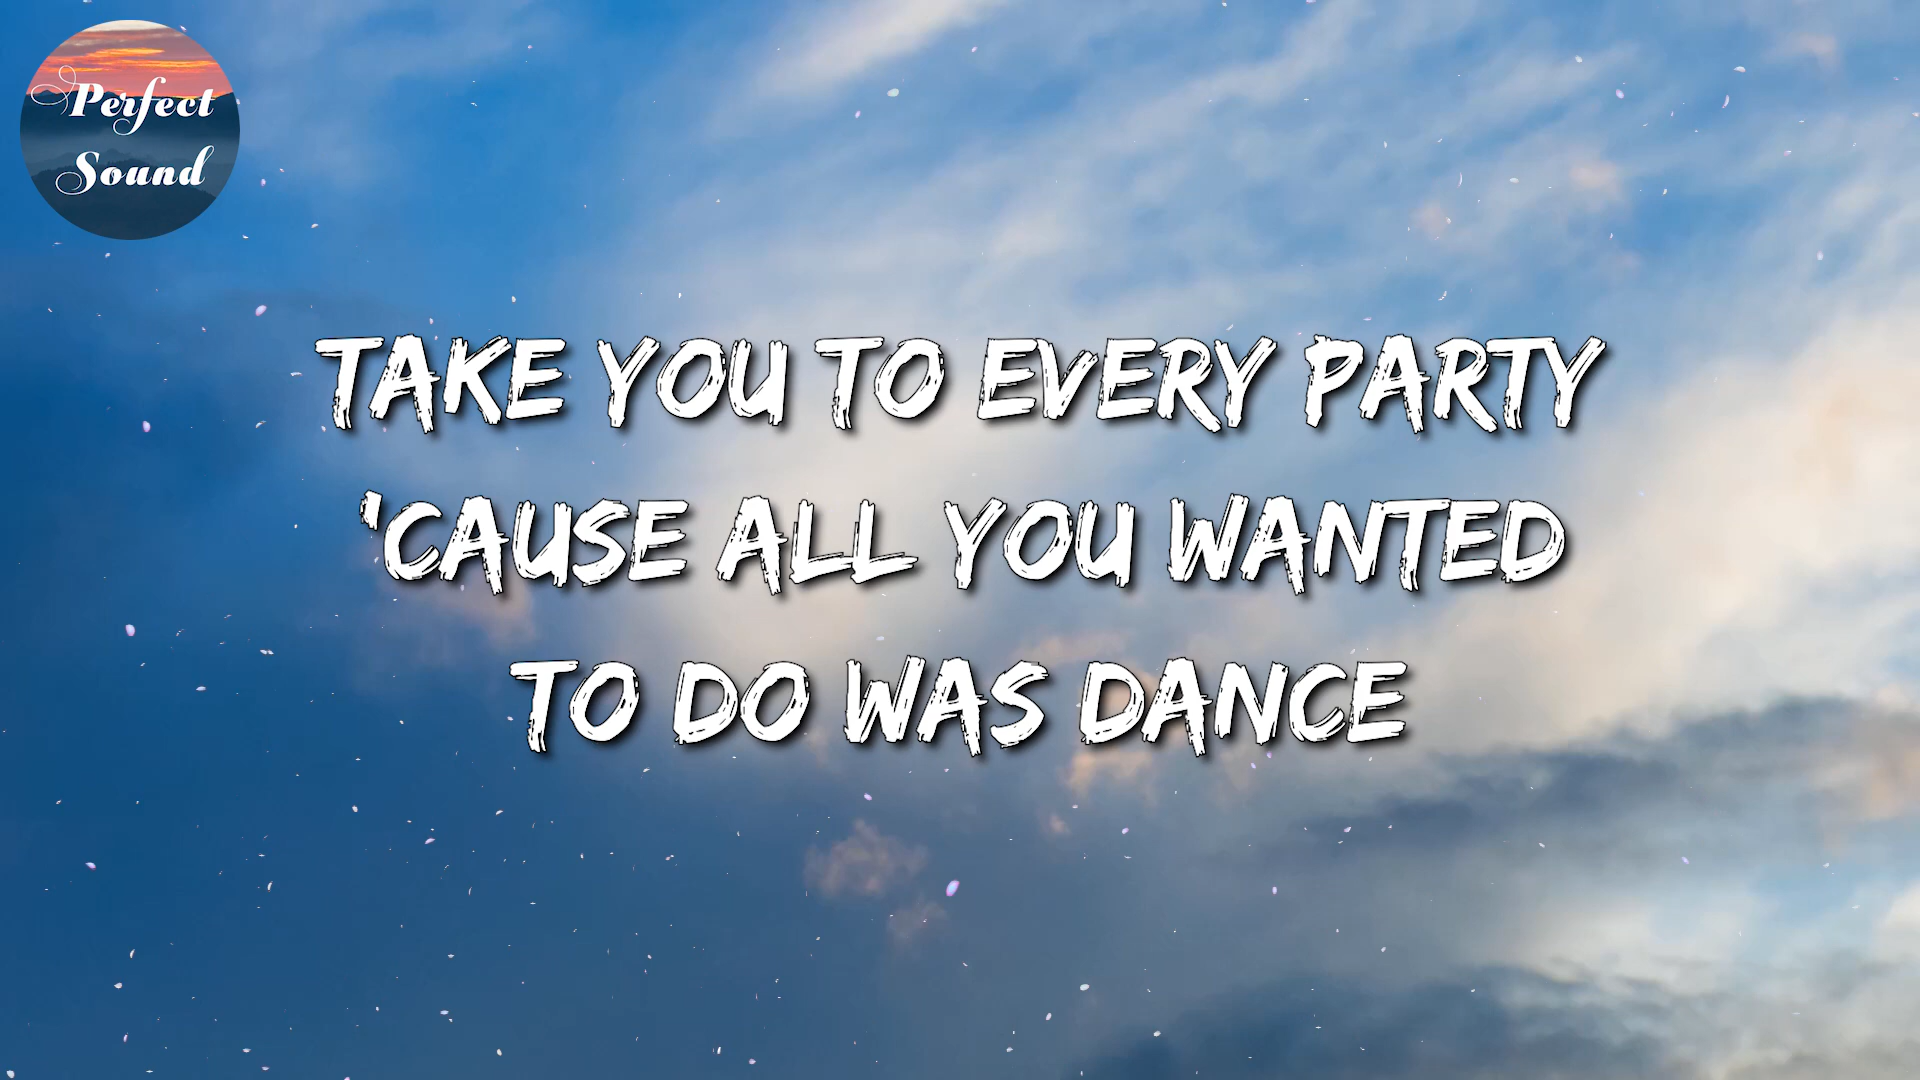 Perfect
Sound
TAKE YOU TO EVERY PARTY
'CAUSE ALL YOU WANTED
TO DO WAS DANCE